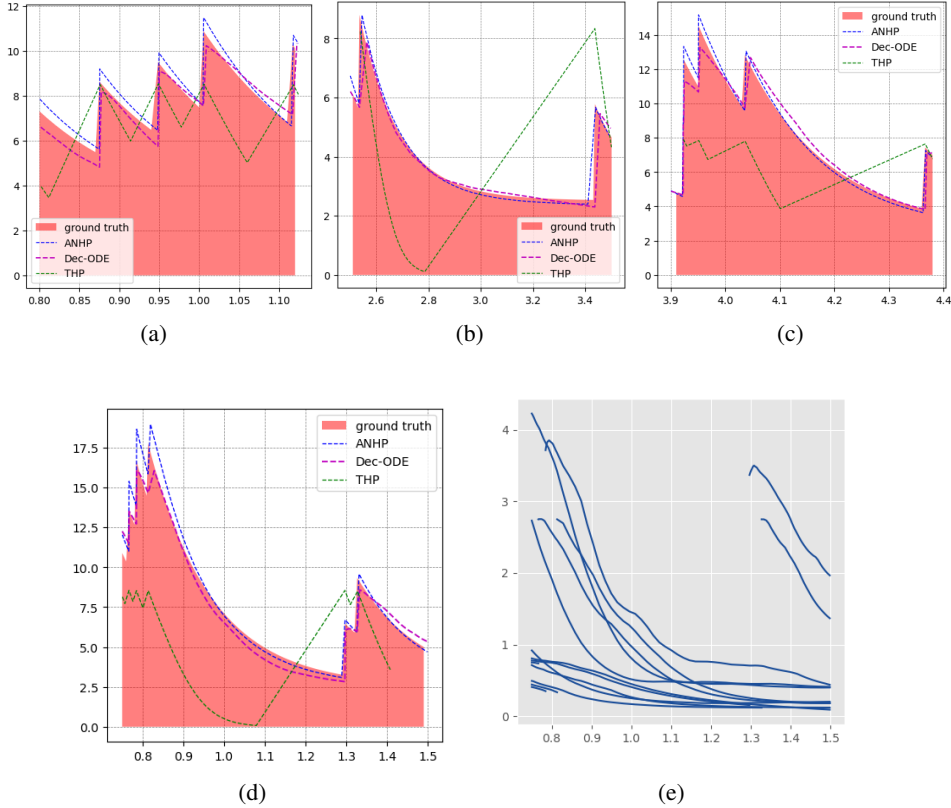 12
10
8
6
4
2
0
ground truth
ANHP
Dec-ODE
THP
0.80 0.85 0.90 0.95 1.00 1.05 1.10
(a)
8
6
4
2
0
ground truth
ANHP
Dec-ODE
THP
2.6 2.8 3.0 3.2 3.4
(b)
14
12
10
8
6
4
2
0
ground truth
ANHP
Dec-ODE
THP
3.9 4.0 4.1 4.2 4.3 4.4
(c)
17.5
15.0
12.5
10.0
7.5
5.0
2.5
0.0
ground truth
ANHP
Dec-ODE
THP
0.8 0.9 1.0 1.1 1.2 1.3 1.4 1.5
(d)
4
3
2
1
0
0.8 0.9 1.0 1.1 1.2 1.3 1.4 1.5
(e)